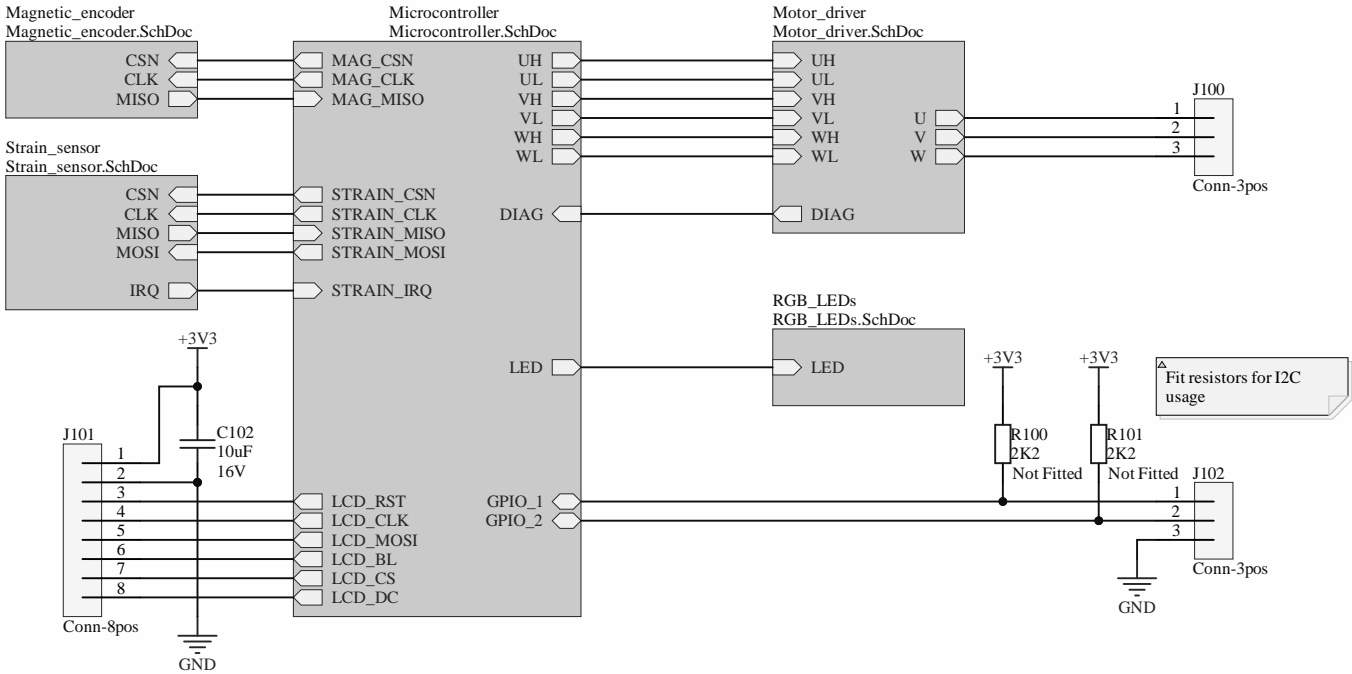 Magnetic_encoder
Magnetic_encoder.SchDoc
CSN
CLK
MISO
Strain_sensor
Strain_sensor.SchDoc
CSN
CLK
MISO
MOSI
IRQ
Microcontroller
Microcontroller.SchDoc
MAG_CSN
MAG_CLK
MAG_MISO
STRAIN_CSN
STRAIN_CLK
STRAIN_MISO
STRAIN_MOSI
STRAIN_IRQ
LCD_RST
LCD_CLK
LCD_MOSI
LCD_BL
LCD_CS
LCD_DC
UH
UL
VH
VL
WH
WL
DIAG
LED
GPIO_1
GPIO_2
Motor_driver
Motor_driver.SchDoc
UH
UL
VH
VL
WH
WL
DIAG
U
V
W
J100
1
2
3
Conn-3pos
RGB_LEDs
RGB_LEDs.SchDoc
LED
+3V3
C102
10uF
16V
J101
1
2
3
4
5
6
7
8
Conn-8pos
GND
+3V3
R100
2K2
Not Fitted
+3V3
R101
2K2
Not Fitted
Fit resistors for I2C
usage
J102
1
2
3
Conn-3pos
GND